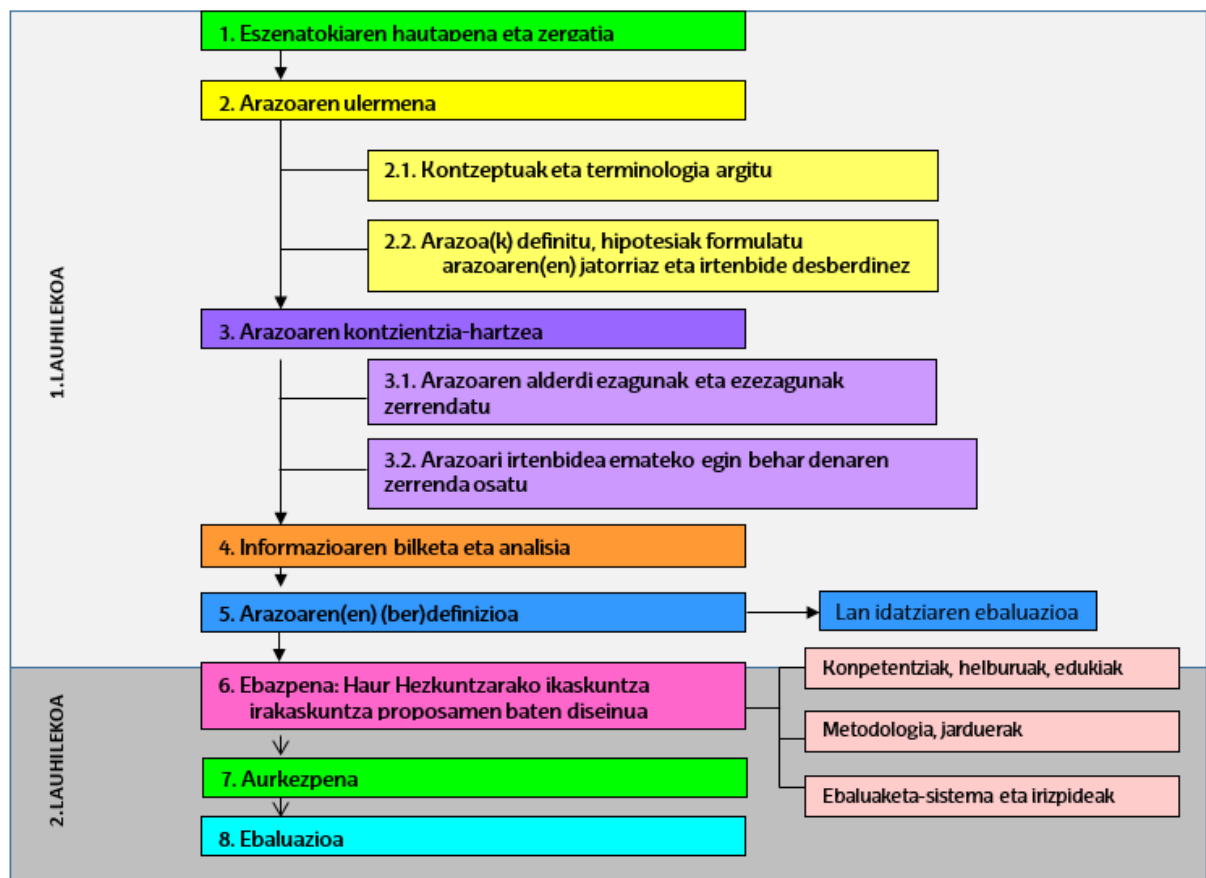 1. Eszenatokiaren hautapena eta zergatia
2. Arazoaren ulermena
2.1. Kontzeptuak eta terminologia argitu
2.2. Arazoa(k) definitu, hipotesiak formulatu
arazoaren(en) jatorriaz eta irtenbide desberdinez
3. Arazoaren kontzientzia-hartzea
3.1. Arazoaren alderdi ezagunak eta ezezagunak
zerrendatu
3.2. Arazoari irtenbidea emateko egin behar denaren
zerrenda osatu
4. Informazioaren bilketa eta analisia
5. Arazoaren(en) (ber)definizioa
Lan idatziaren ebaluazioa
1.LAUHILEKOA
6. Ebazpena: Haur Hezkuntzarako ikaskuntza
irakaskuntza proposamen baten diseinua
Konpetentziak, helburuak, edukiak
Metodologia, jarduerak
Ebaluaketa-sistema eta irizpideak
7. Aurkezpena
8. Ebaluazioa
2.LAUHILEKOA